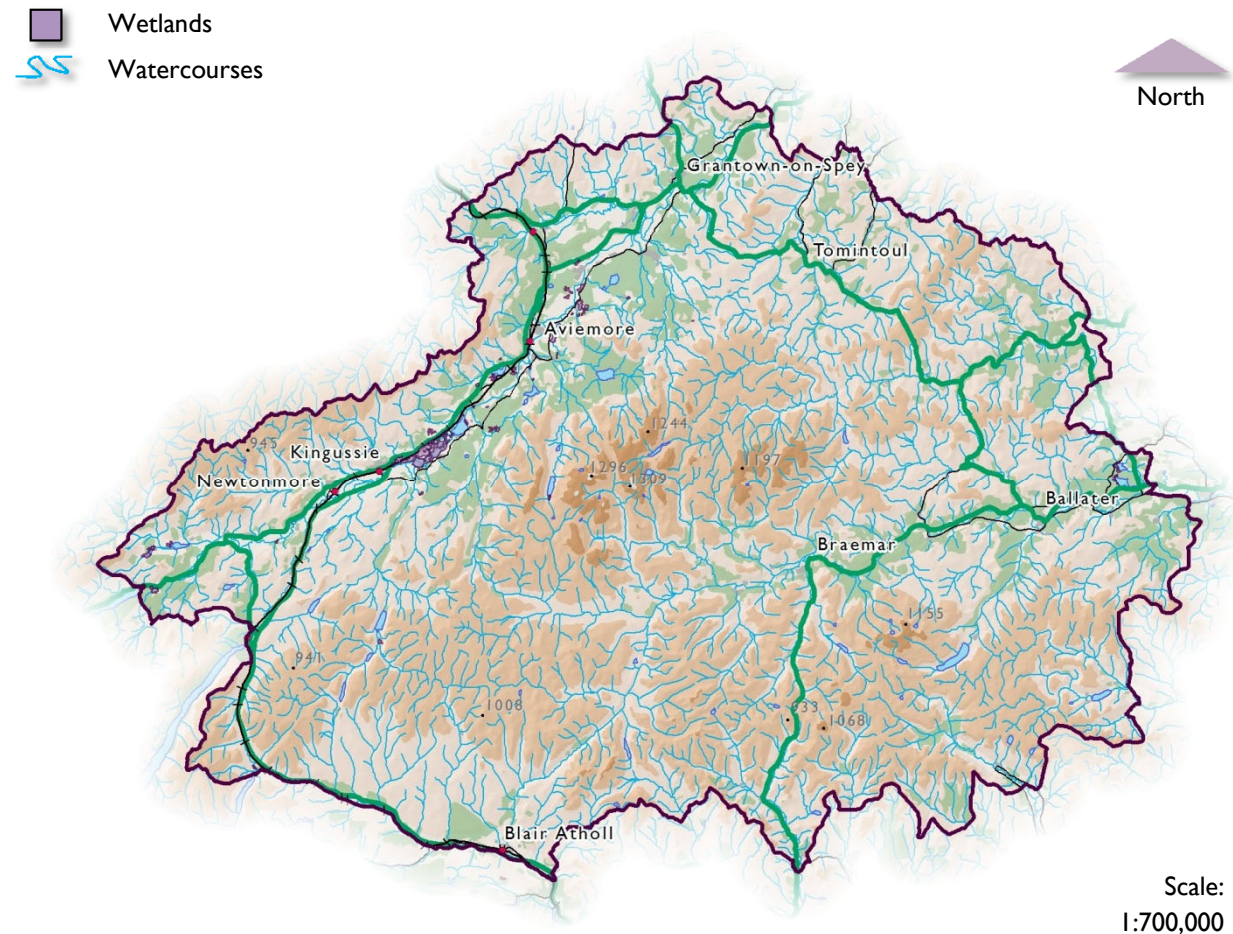 Wetlands
Watercourses
North
Grantown-on-Spey
Tomintoul
Aviemore
1244
945
Kingussie
1197
1296
1309
Newtonmore
Ballater
Braemar
1155
941
1008
933
1068
Blair Atholl
Scale:
1:700,000